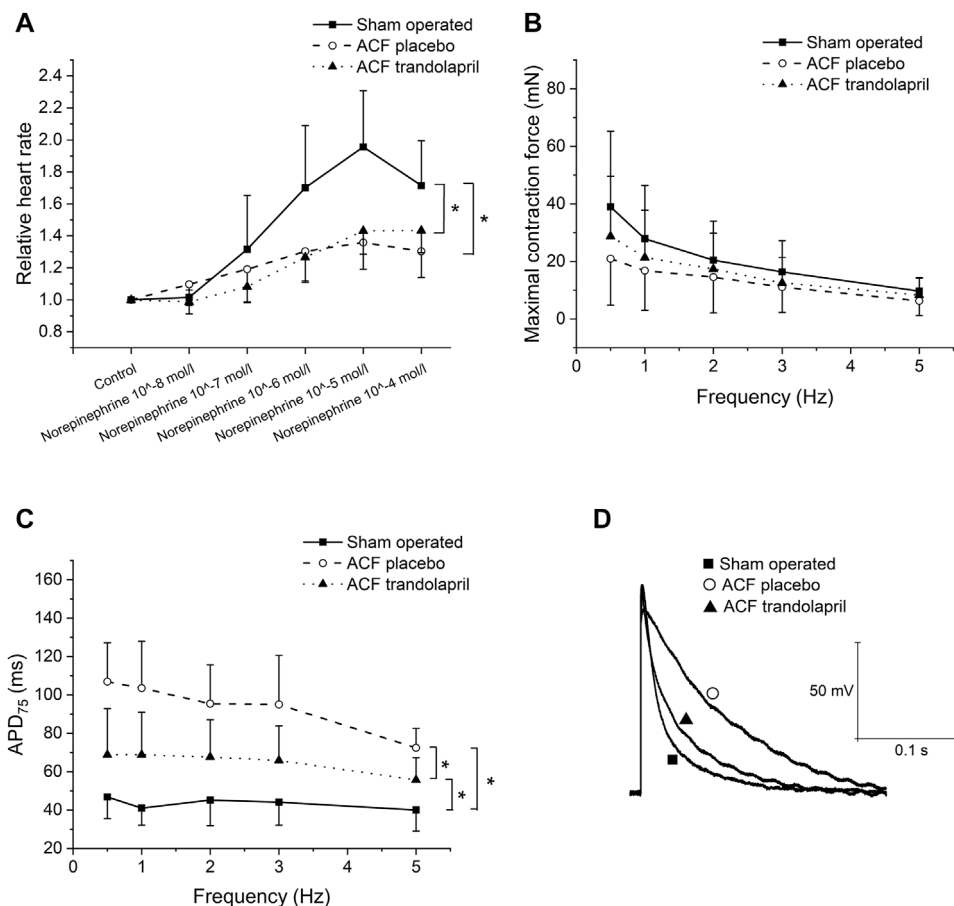 A
Sham operated
ACF placebo
ACF trandolapril
Relative heart rate
2.4
2.2
2.0
1.8
1.6
1.4
1.2
1.0
0.8
*
*
Control
Norepinephrine 10^-8 mol/l
Norepinephrine 10^-7 mol/l
Norepinephrine 10^-6 mol/l
Norepinephrine 10^-5 mol/l
Norepinephrine 10^-4 mol/l
B
Sham operated
ACF placebo
ACF trandolapril
Maximal contraction force (mN)
80
60
40
20
0
0 1 2 3 4 5
Frequency (Hz)
C
Sham operated
ACF placebo
ACF trandolapril
APD75 (ms)
160
140
120
100
80
60
40
20
*
*
*
0 1 2 3 4 5
Frequency (Hz)
D
Sham operated
ACF placebo
ACF trandolapril
50 mV
0.1 s